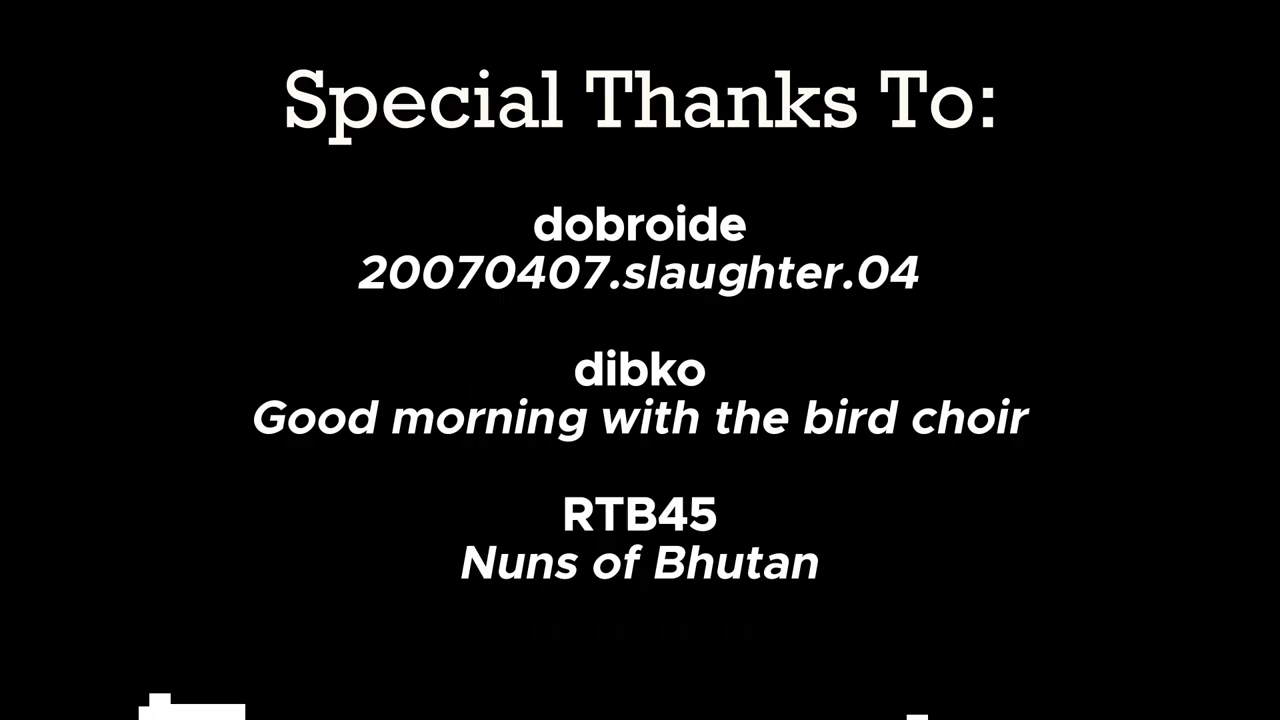 Special Thanks To:
dobroide
20070407.slaughter.04
dibko
Good morning with the bird choir
RTB45
Nuns of Bhutan